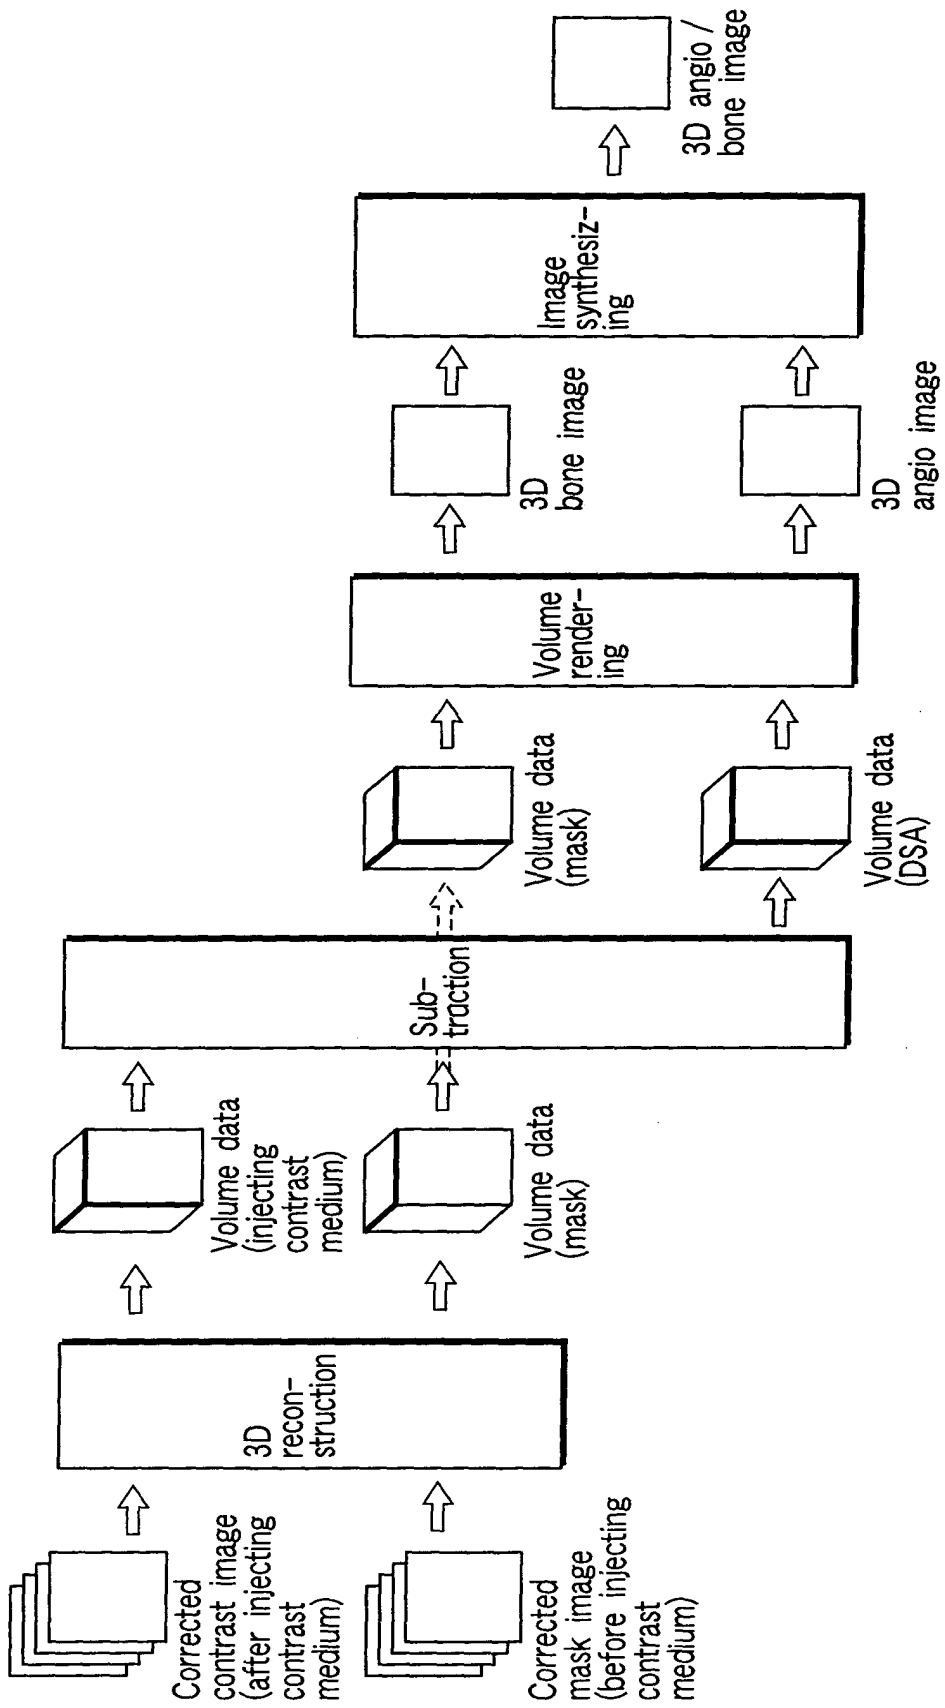 Corrected
contrast image
(after injecting
contrast
medium)
Corrected
mask image
(before injecting
contrast
medium)
3D
recon-
struction
Volume data
(injecting
contrast
medium)
Volume data
(mask)
Sub-
traction
Volume data
(mask)
Volume data
(DSA)
Volume
render-
ing
3D
bone image
3D
angio image
Image
synthesiz-
ing
3D angio /
bone image